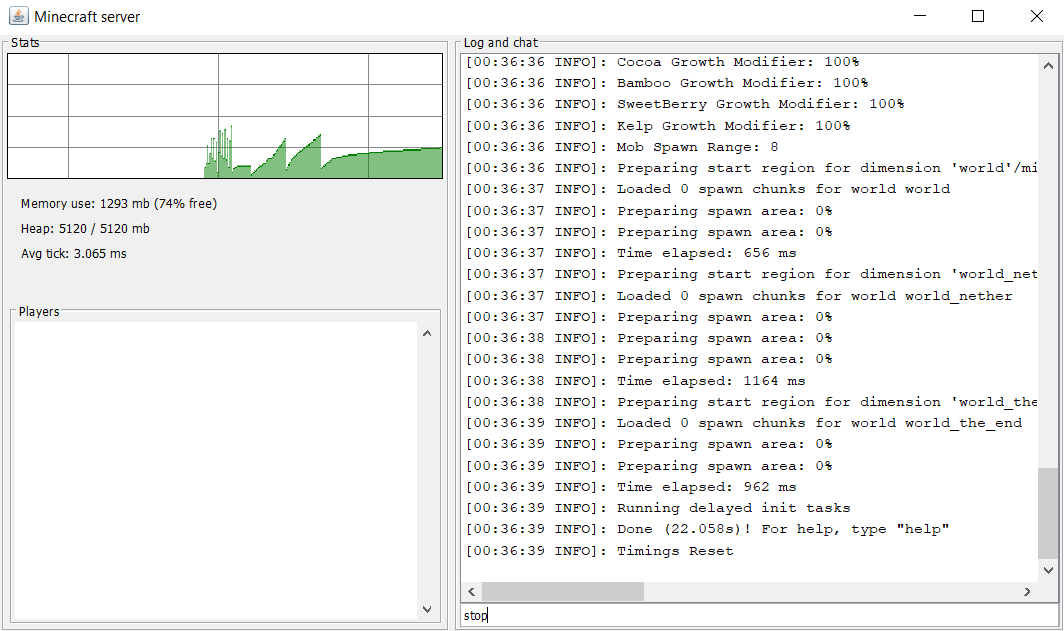 Minecraft server
Stats
Memory use: 1293 mb (74% free)
Heap: 5120 / 5120 mb
Avg tick: 3.065 ms
Players
Log and chat
[00:36:36 INFO]: Cocoa Growth Modifier: 100%
[00:36:36 INFO]: Bamboo Growth Modifier: 100%
[00:36:36 INFO]: SweetBerry Growth Modifier: 100%
[00:36:36 INFO]: Kelp Growth Modifier: 100%
[00:36:36 INFO]: Mob Spawn Range: 8
[00:36:36 INFO]: Preparing start region for dimension 'world'/mi
[00:36:37 INFO]: Loaded 0 spawn chunks for world world
[00:36:37 INFO]: Preparing spawn area: 0%
[00:36:37 INFO]: Preparing spawn area: 0%
[00:36:37 INFO]: Time elapsed: 656 ms
[00:36:37 INFO]: Preparing start region for dimension 'world_net
[00:36:37 INFO]: Loaded 0 spawn chunks for world world_nether
[00:36:37 INFO]: Preparing spawn area: 0%
[00:36:38 INFO]: Preparing spawn area: 0%
[00:36:38 INFO]: Preparing spawn area: 0%
[00:36:38 INFO]: Time elapsed: 1164 ms
[00:36:38 INFO]: Preparing start region for dimension 'world_the
[00:36:39 INFO]: Loaded 0 spawn chunks for world world_the_end
[00:36:39 INFO]: Preparing spawn area: 0%
[00:36:39 INFO]: Preparing spawn area: 0%
[00:36:39 INFO]: Time elapsed: 962 ms
[00:36:39 INFO]: Running delayed init tasks
[00:36:39 INFO]: Done (22.058s)! For help, type "help"
[00:36:39 INFO]: Timings Reset
stop